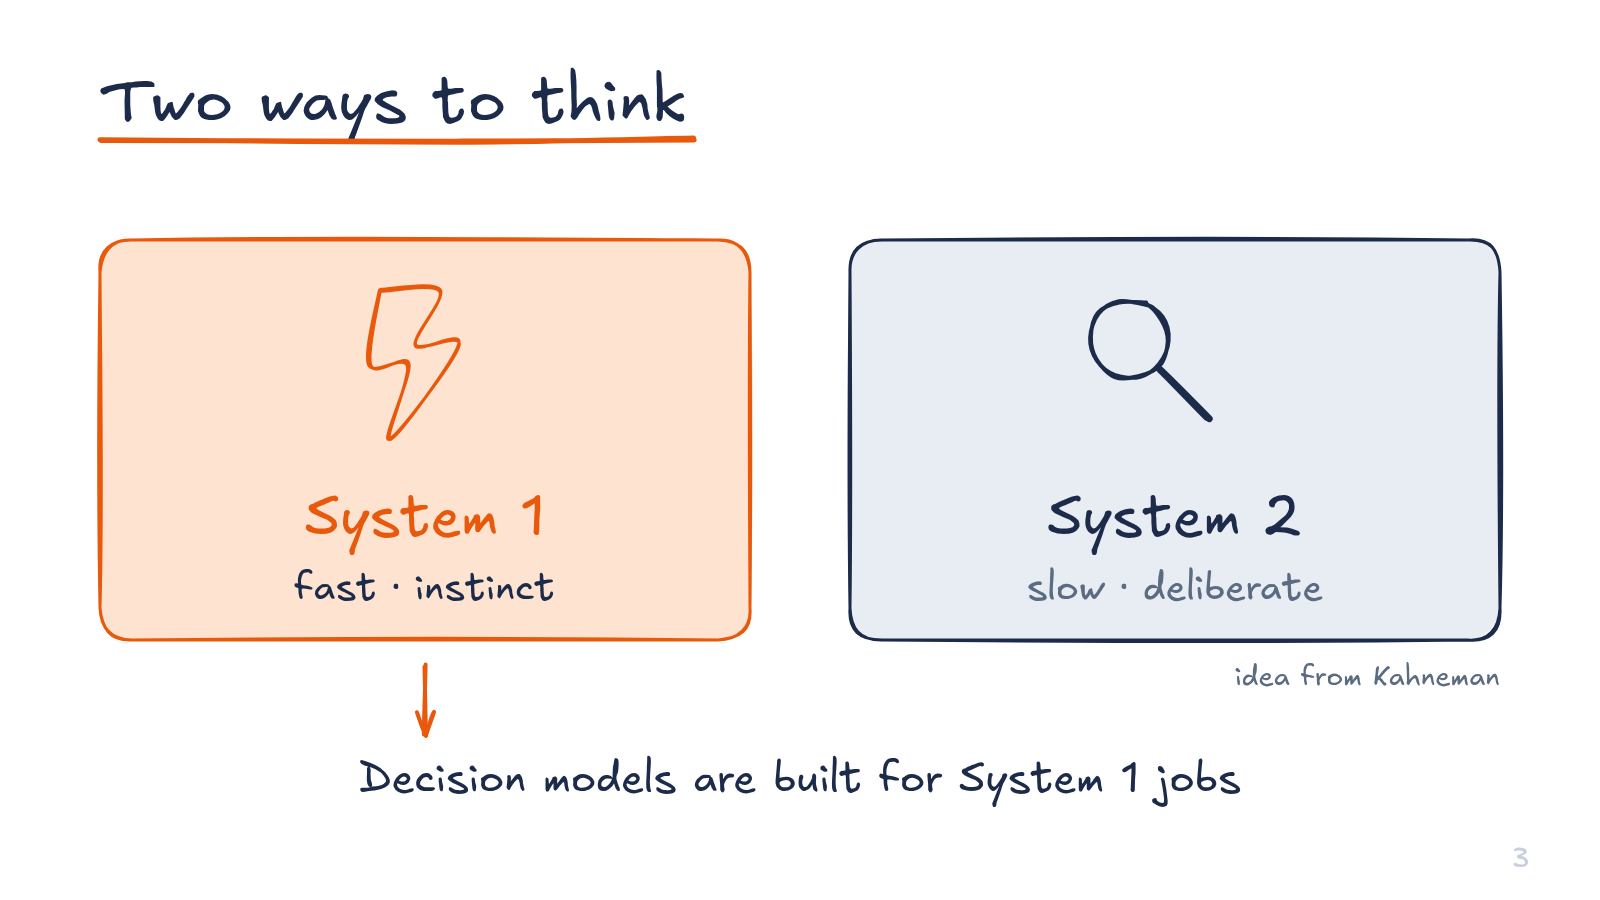 Two ways to think
System 1
fast · instinct
System 2
slow · deliberate
idea from Kahneman
Decision models are built for System 1 jobs
3